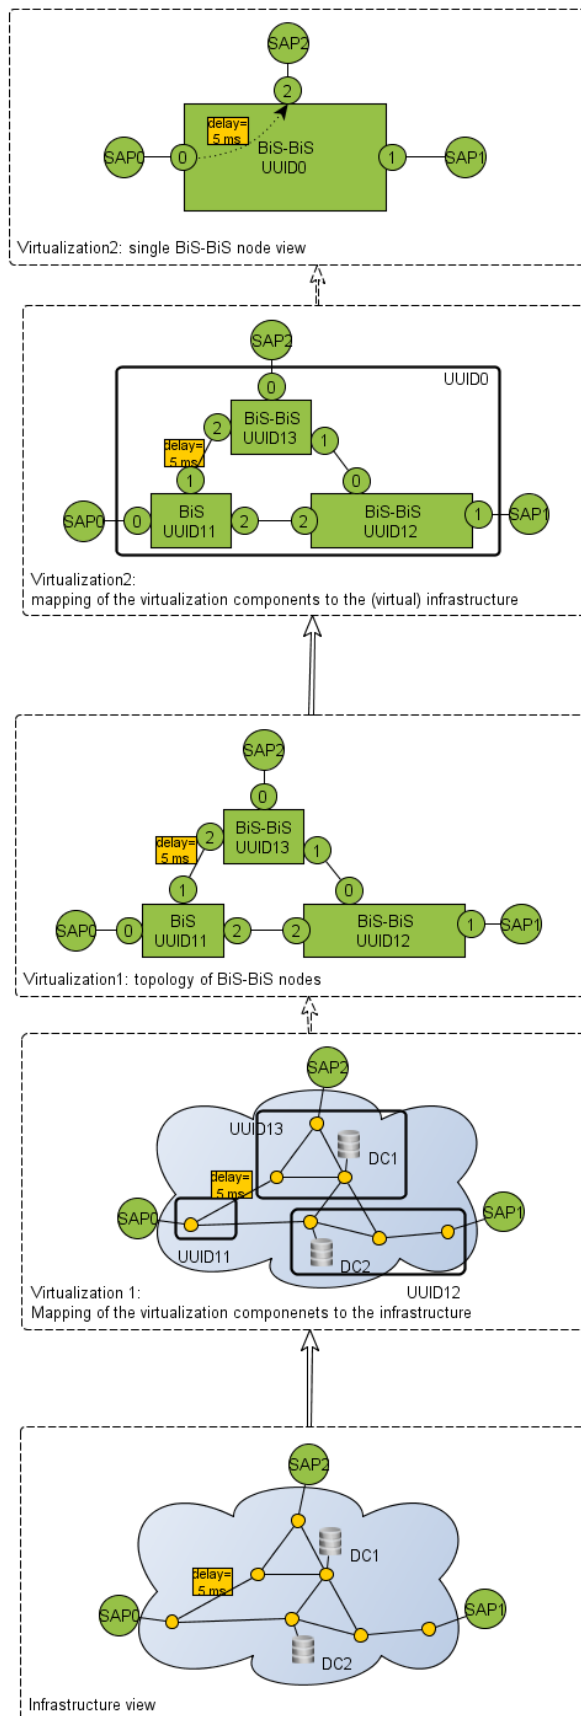 SAP2
2
delay=
5 ms
BiS-BiS
UUID0
SAP0
0
1
SAP1
Virtualization2: single BiS-BiS node view
SAP2
UUID0
0
BiS-BiS
UUID13
2
1
delay=
5 ms
1
0
SAP0
0
BiS
UUID11
2
2
BiS-BiS
UUID12
1
SAP1
Virtualization2:
mapping of the virtualization components to the (virtual) infrastructure
SAP2
0
BiS-BiS
UUID13
2
1
delay=
5 ms
1
0
SAP0
0
BiS
UUID11
2
2
BiS-BiS
UUID12
1
SAP1
Virtualization1: topology of BiS-BiS nodes
SAP2
UUID13
DC1
delay=
5 ms
SAP0
SAP1
UUID11
DC2
UUID12
Virtualization 1:
Mapping of the virtualization componenets to the infrastructure
SAP2
DC1
delay=
5 ms
SAP0
SAP1
DC2
Infrastructure view